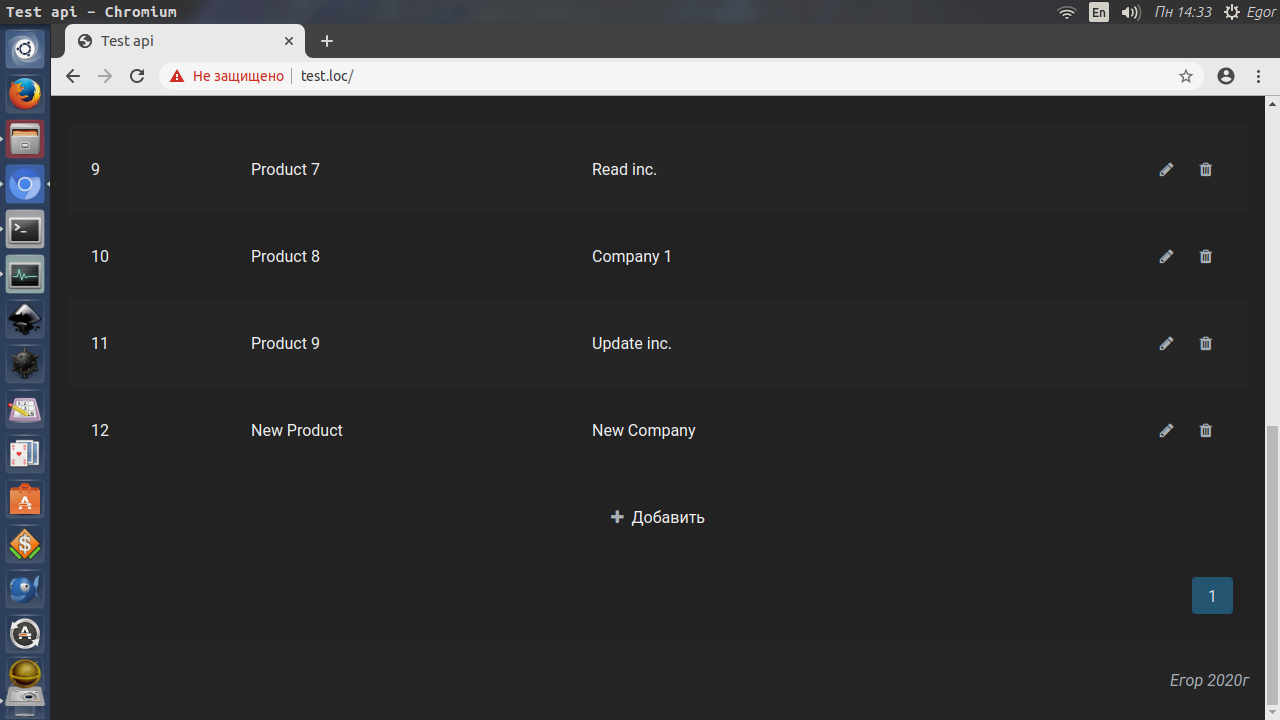 Test api - Chromium
En
Пн 14:33
Egor
Test api
Не защищено
test.loc/
9 Product 7 Read inc.
10 Product 8 Company 1
11 Product 9 Update inc.
12 New Product New Company
Добавить
1
Егор 2020г